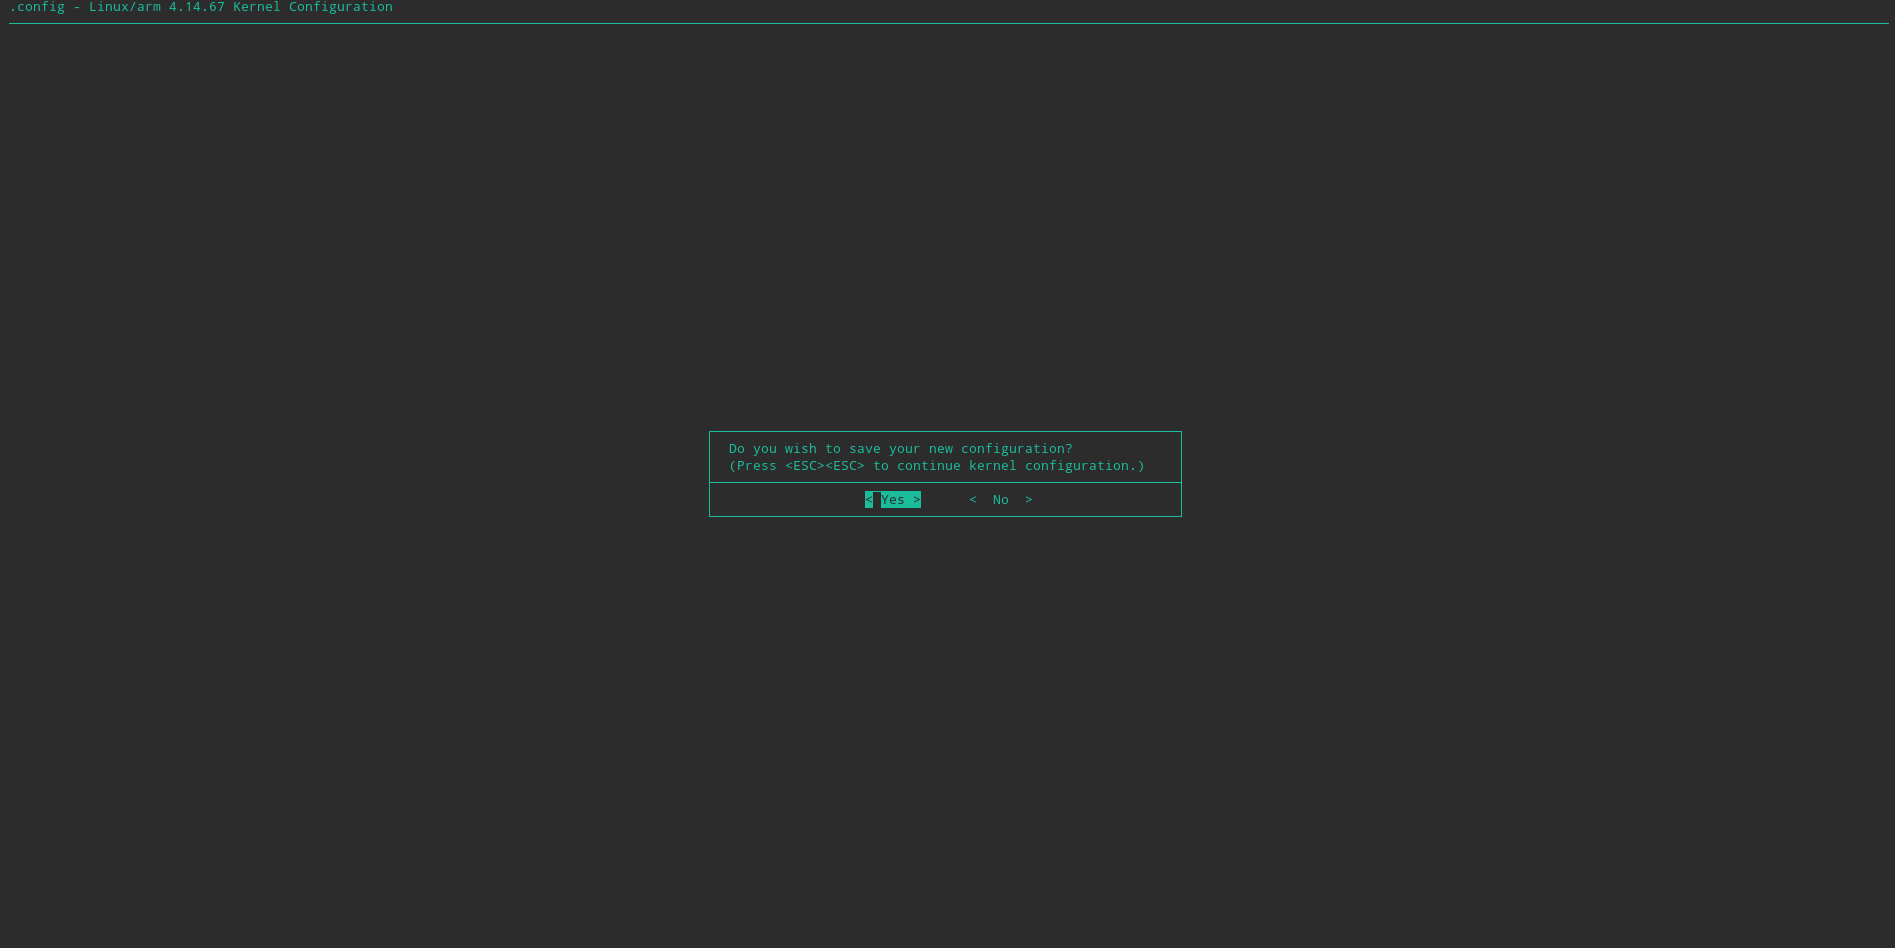 .config - Linux/arm 4.14.67 Kernel Configuration
Do you wish to save your new configuration?
(Press <ESC><ESC> to continue kernel configuration.)
< Yes >      <  No  >